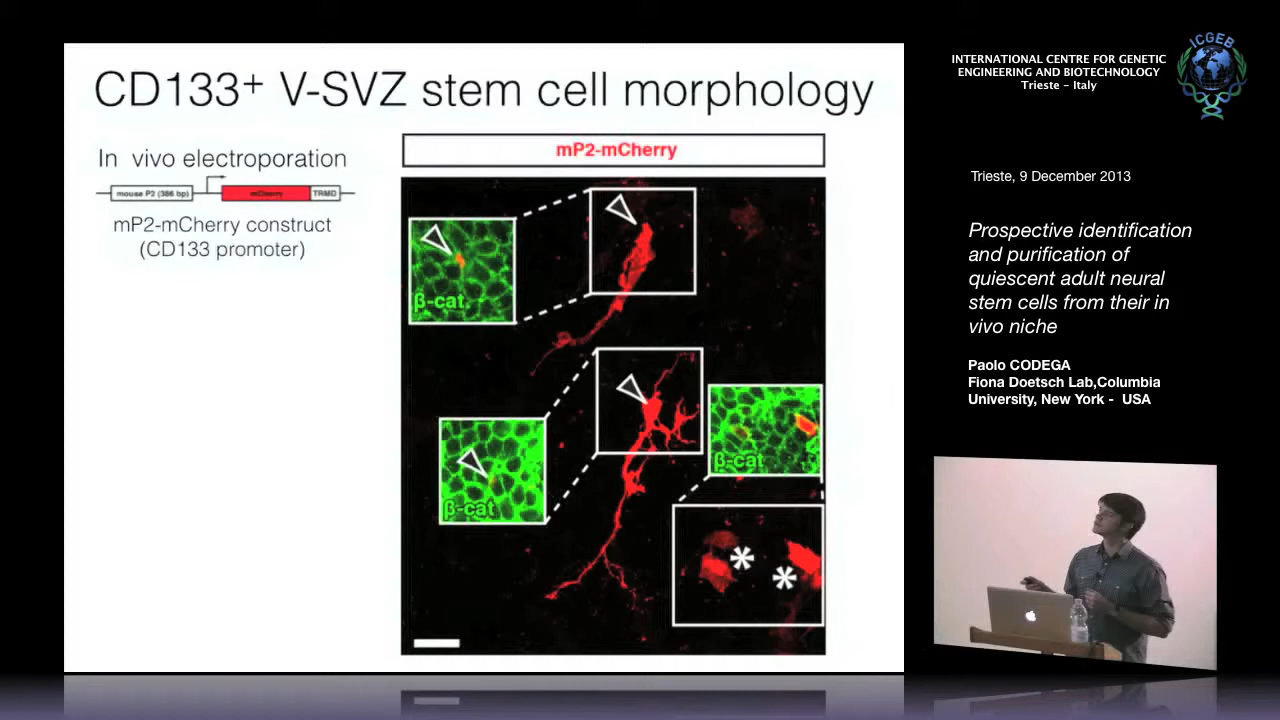 CD133+ V-SVZ stem cell morphology
In vivo electroporation
mouse P2 (386 bp)
mCherry
TRMD
mP2-mCherry construct
(CD133 promoter)
mP2-mCherry
β-cat.
β-cat
β-cat
*
*
ICGEB
INTERNATIONAL CENTRE FOR GENETIC
ENGINEERING AND BIOTECHNOLOGY
Trieste - Italy
Trieste, 9 December 2013
Prospective identification
and purification of
quiescent adult neural
stem cells from their in
vivo niche
Paolo CODEGA
Fiona Doetsch Lab,Columbia
University, New York - USA